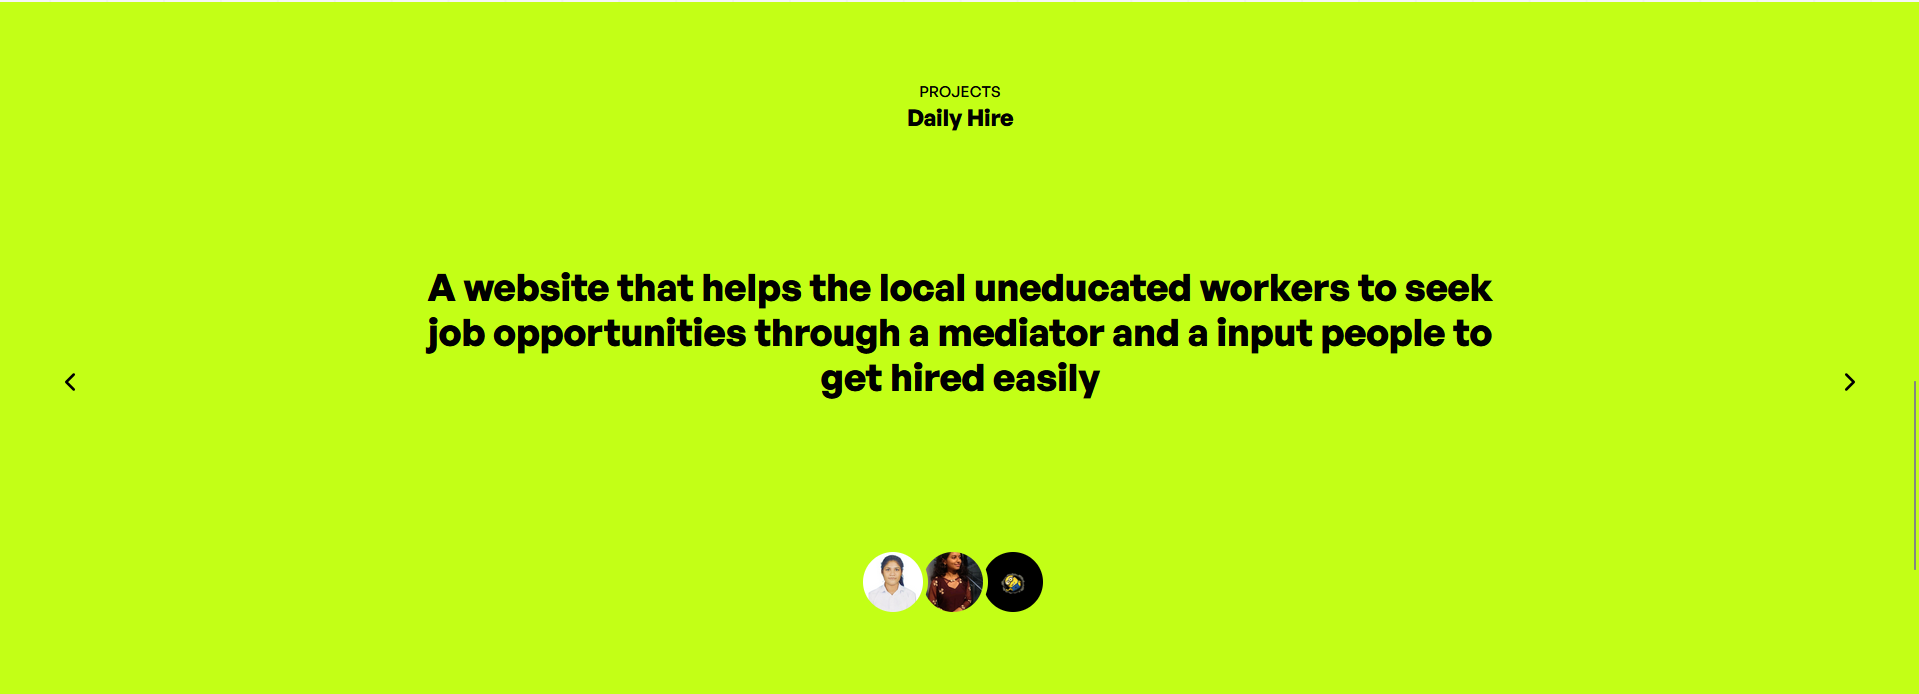 PROJECTS
Daily Hire
A website that helps the local uneducated workers to seek
job opportunities through a mediator and a input people to
get hired easily